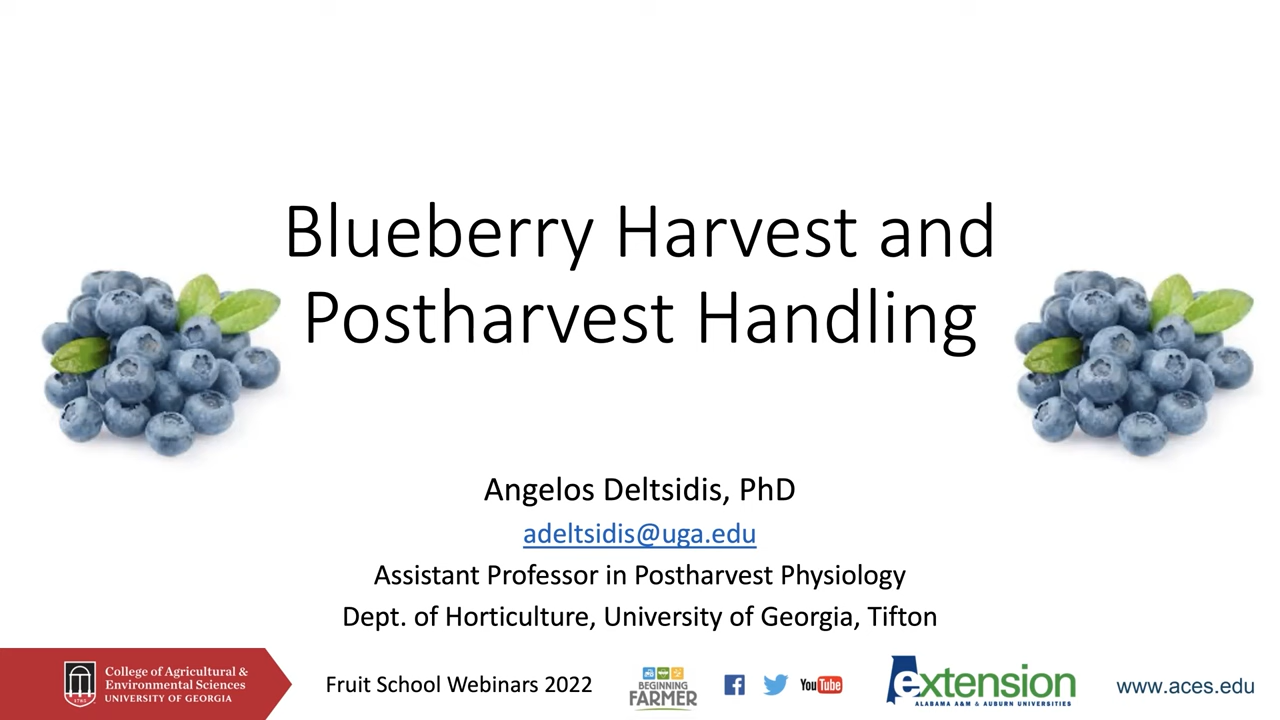 Blueberry Harvest and
Postharvest Handling
Angelos Deltsidis, PhD
adeltsidis@uga.edu
Assistant Professor in Postharvest Physiology
Dept. of Horticulture, University of Georgia, Tifton
College of Agricultural &
Environmental Sciences
UNIVERSITY OF GEORGIA
1785
Fruit School Webinars 2022
BEGINNING
FARMER
YouTube
extension
ALABAMA A&M & AUBURN UNIVERSITIES
www.aces.edu